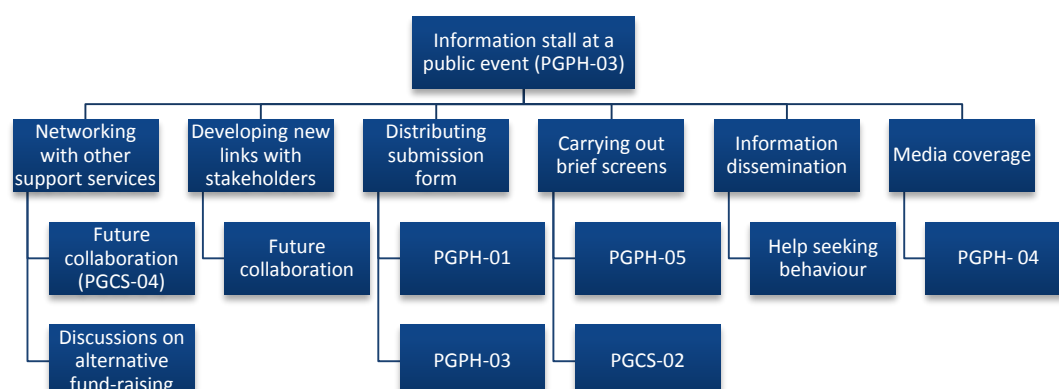 Information stall at a
public event (PGPH-03)
Networking
with other
support services
Developing new
links with
stakeholders
Distributing
submission
form
Carrying out
brief screens
Information
dissemination
Media coverage
Future
collaboration
(PGCS-04)
Future
collaboration
PGPH-01
PGPH-05
Help seeking
behaviour
PGPH- 04
Discussions on
alternative
fund-raising
PGPH-03
PGCS-02